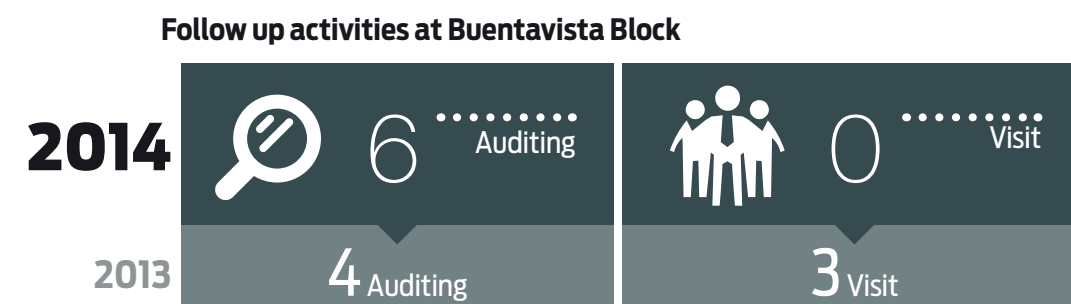 Follow up activities at Buentavista Block
2014
6 Auditing
0 Visit
2013
4 Auditing
3 Visit